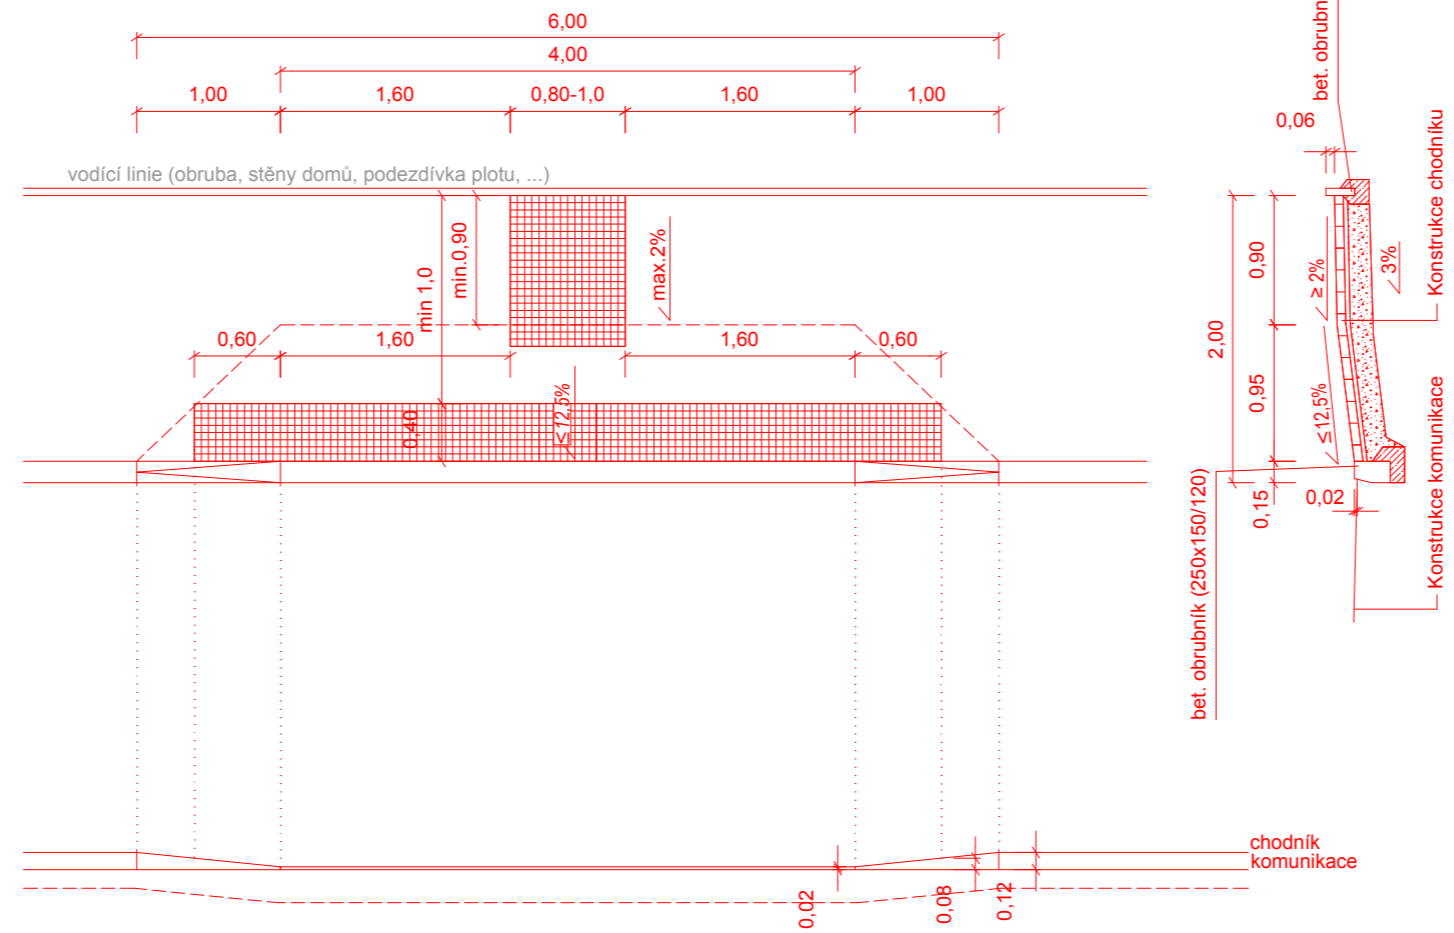 6,00
4,00
1,00
1,60
0,80-1,0
1,60
1,00
vodící linie (obruba, stěny domů, podezdívka plotu, ...)
min 1,0
min.0,90
max.2%
0,60
1,60
1,60
0,60
0,40
≤12,5%
0,02
0,08
0,12
chodník
komunikace
bet. obrubn
0,06
Konstrukce chodníku
0,90
≥ 2%
3%
2,00
0,95
≤12,5%
Konstrukce komunikace
0,15
0,02
bet. obrubník (250x150/120)